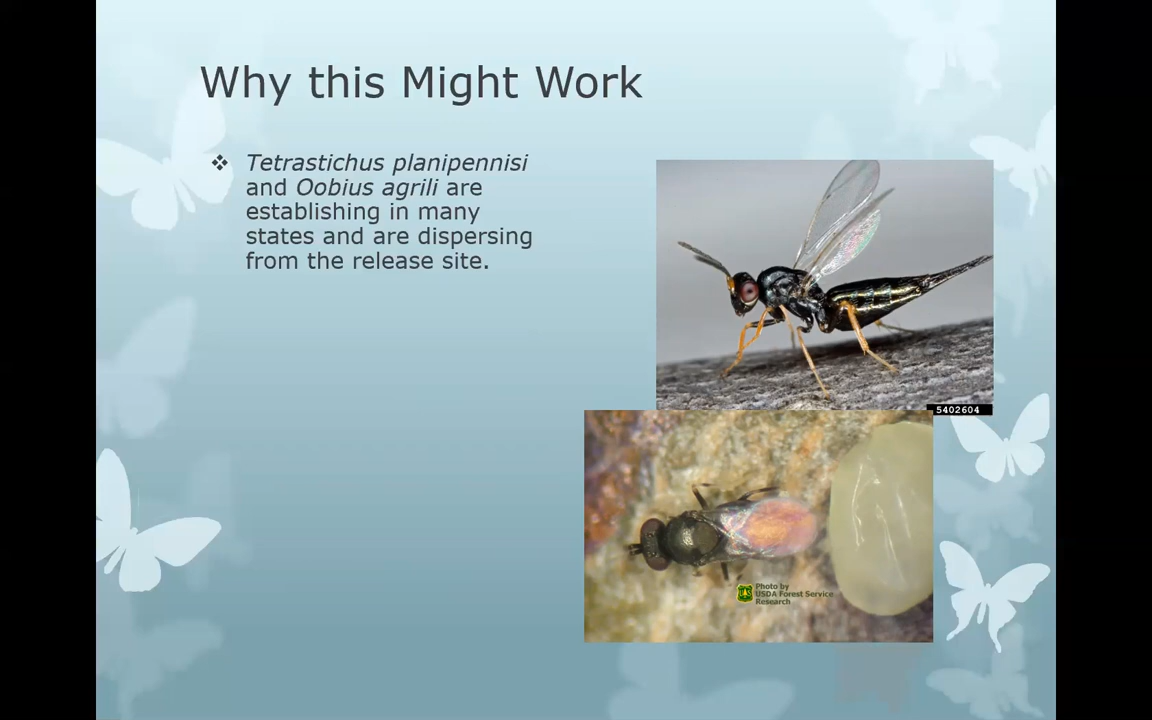 Why this Might Work
❖ Tetrastichus planipennisi
and Oobius agrili are
establishing in many
states and are dispersing
from the release site.
5402604
Photo by
USDA Forest Service
Research